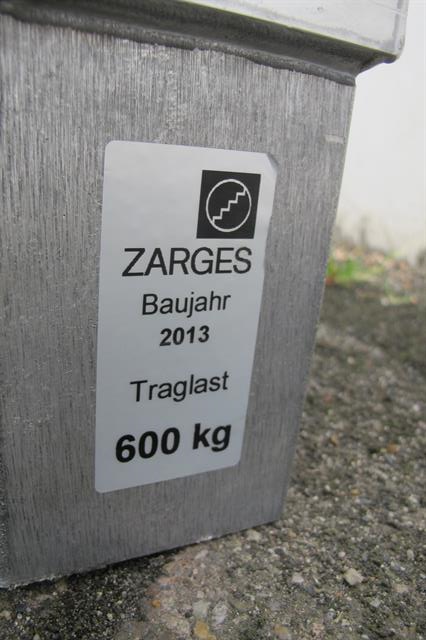 ZARGES
Baujahr
2013
Traglast
600 kg